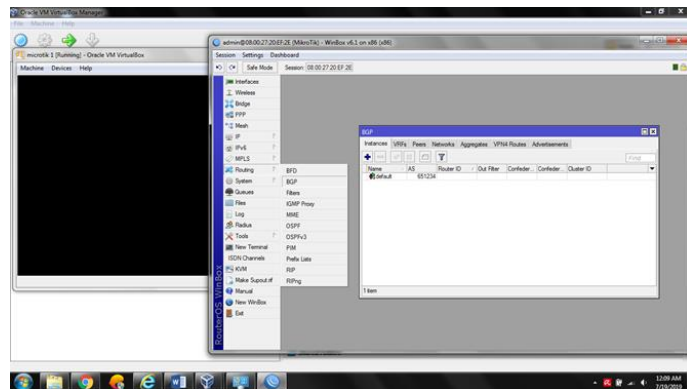 Oracle VM VirtualBox Manager
File Machine Help
microtik 1 [Running] - Oracle VM VirtualBox
Machine Devices Help
admin@08:00:27:20:EF:2E (MikroTik) - WinBox v6.1 on x86 (x86)
Session Settings Dashboard
Safe Mode Session: 08:00:27:20:EF:2E
Interfaces
Wireless
Bridge
PPP
Mesh
IP
IPv6
MPLS
Routing
System
Queues
Files
Log
Radius
Tools
New Terminal
ISDN Channels
KVM
Make Supout.rif
Manual
New WinBox
Exit
RouterOS WinBox
BFD
BGP
Filters
IGMP Proxy
MME
OSPF
OSPFv3
PIM
Prefix Lists
RIP
RIPng
BGP
Instances VRFs Peers Networks Aggregates VPN4 Routes Advertisements
Find
Name AS Router ID Out Filter Confeder... Confeder... Cluster ID
default 651234
1 item
12:09 AM
7/19/2019